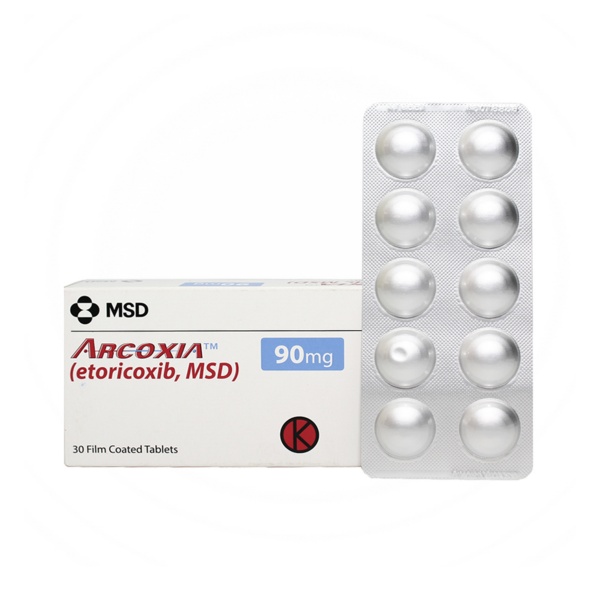 MSD
ARCOXIA™
(etoricoxib, MSD)
90mg
K
30 Film Coated Tablets